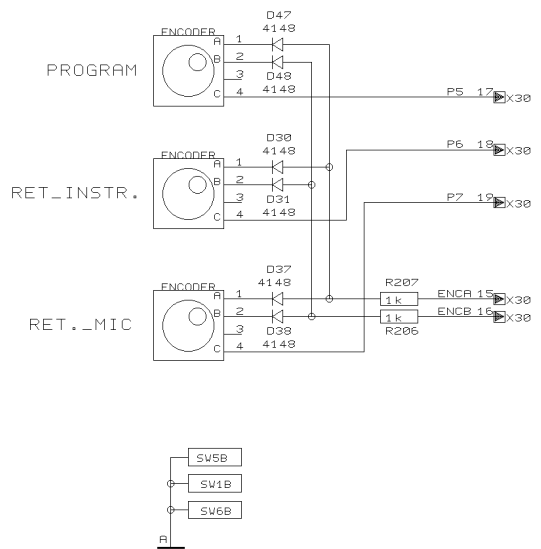 D47
4148
ENCODER
A 1
B 2
3
C 4
D48
4148
PROGRAM
P5 17 X30
D30
4148
P6 18 X30
ENCODER
A 1
B 2
3
C 4
D31
4148
RET_INSTR.
P7 19 X30
D37
4148
R207
ENCODER
A 1
1k
ENCA 15 X30
B 2
1k
ENCB 16 X30
3
D38
R206
C 4
4148
RET._MIC
SW5B
SW1B
SW6B
A